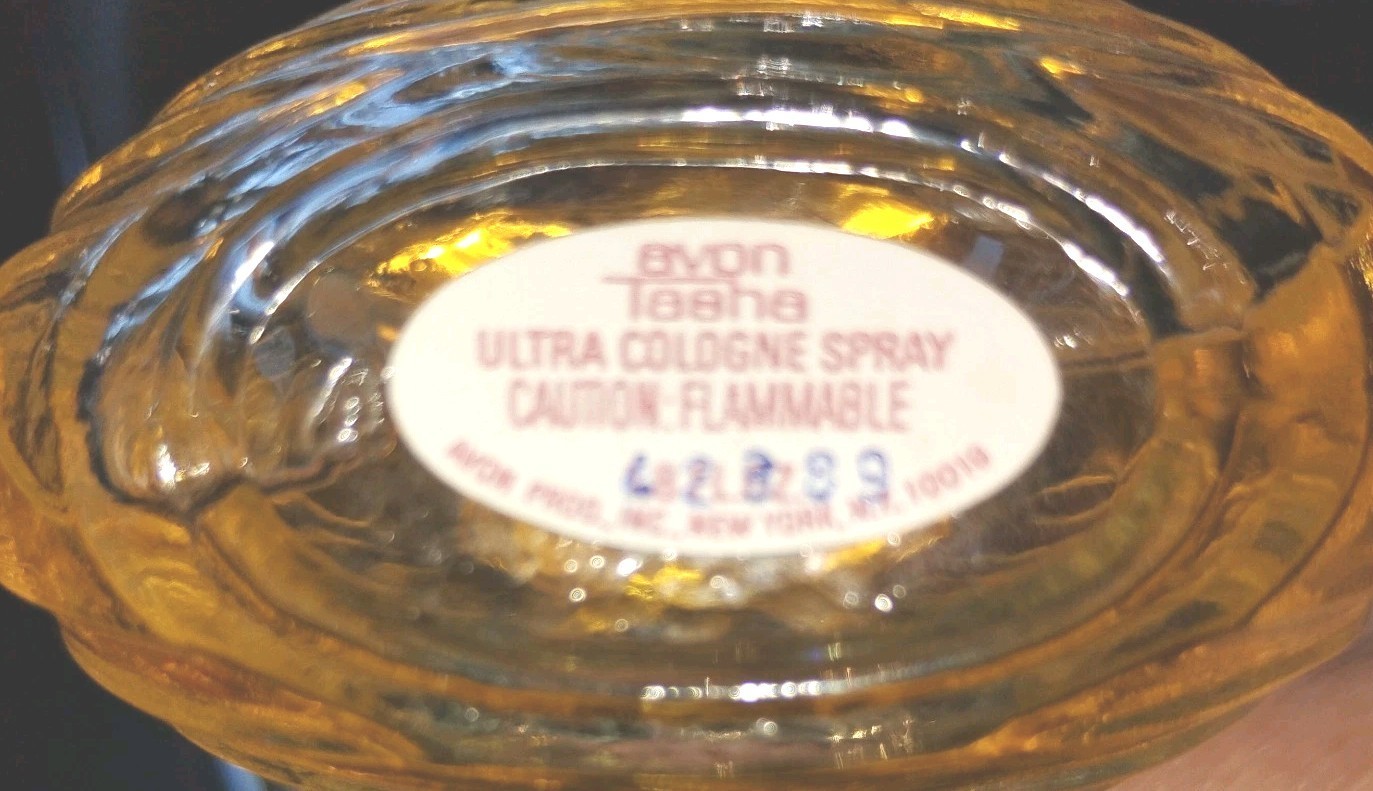 avon
Tasha
ULTRA COLOGNE SPRAY
CAUTION: FLAMMABLE
AVON PROD., INC., NEW YORK, N.Y. 10019